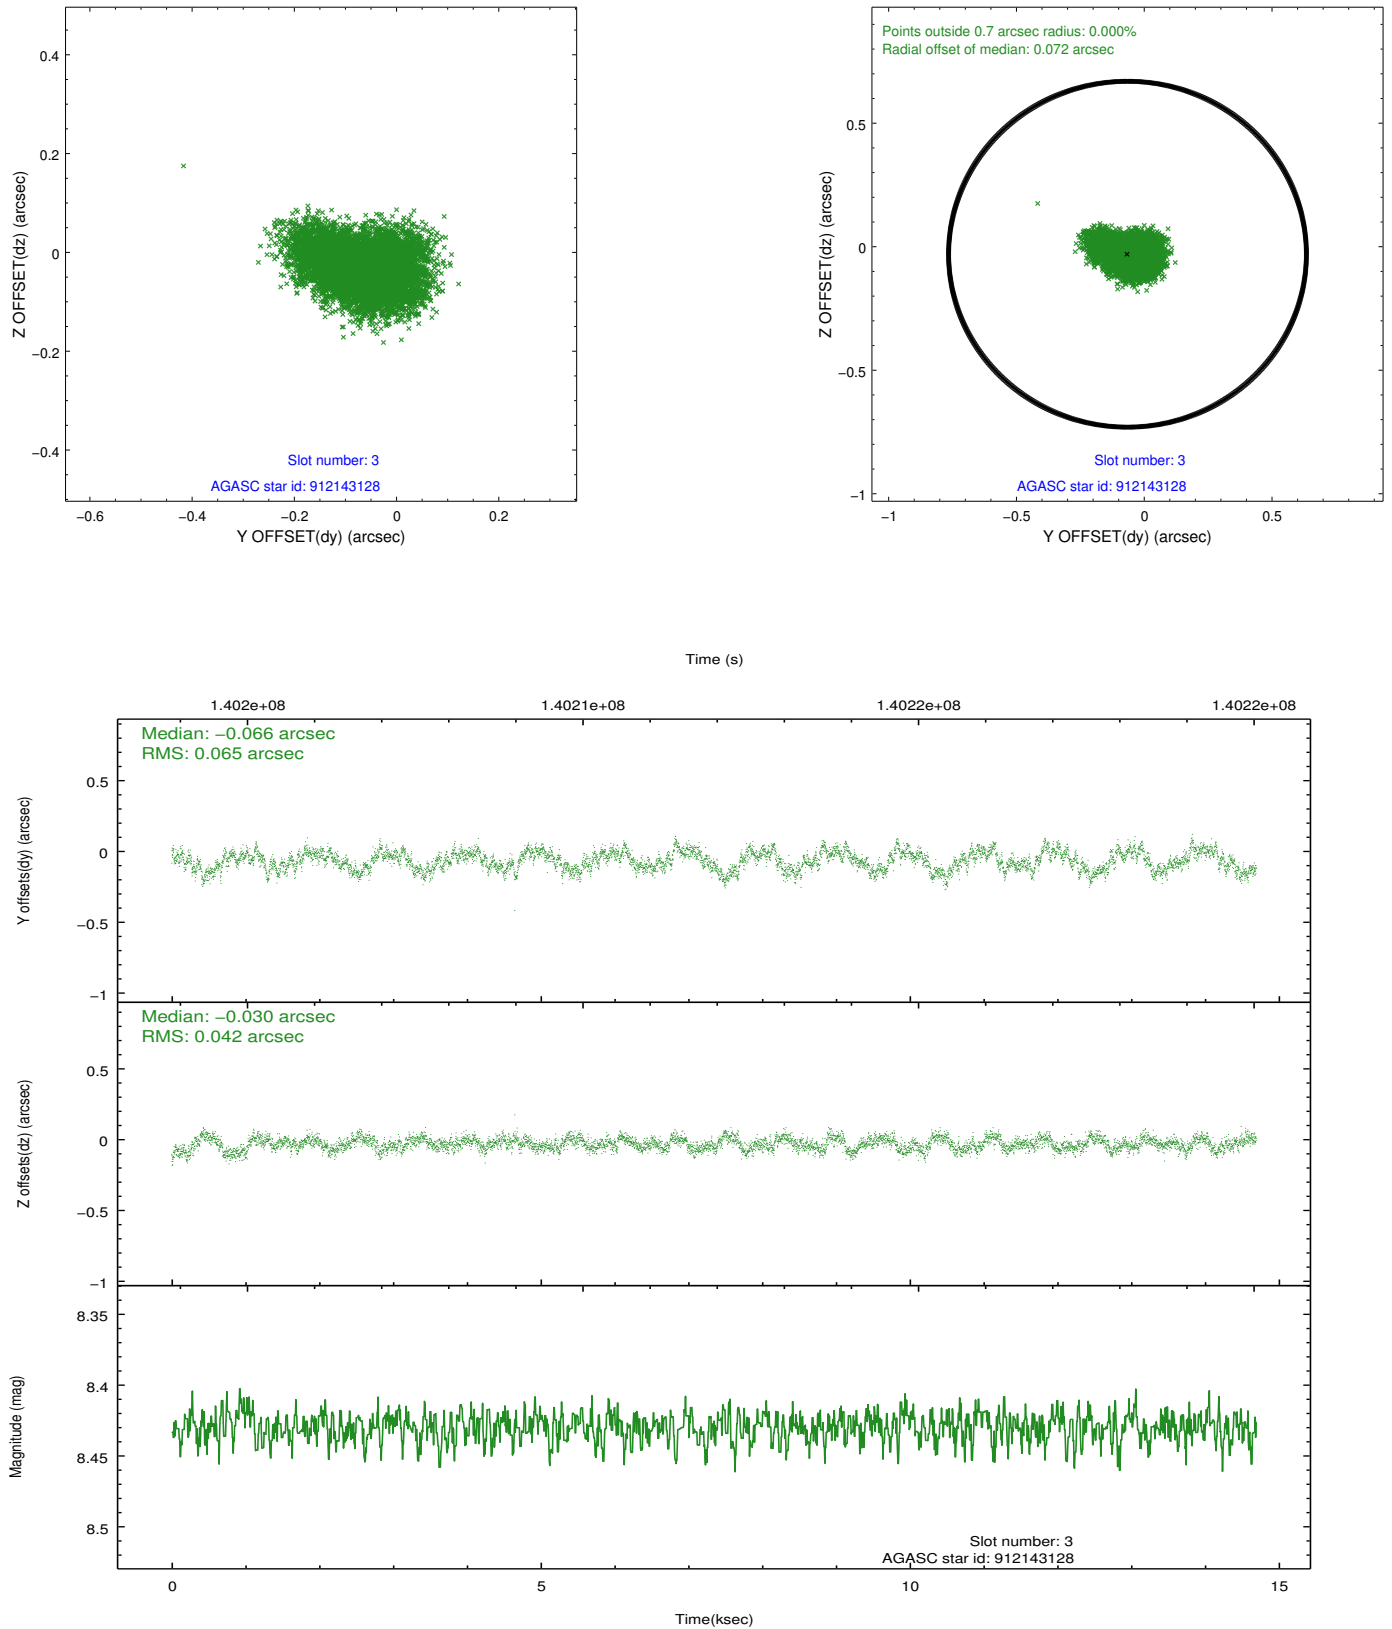 0.4
0.2
0
−0.2
−0.4
Z OFFSET(dz) (arcsec)
Slot number: 3
AGASC star id: 912143128
−0.6
−0.4
−0.2
0
0.2
Y OFFSET(dy) (arcsec)
Points outside 0.7 arcsec radius: 0.000%
Radial offset of median: 0.072 arcsec
0.5
0
−0.5
−1
Z OFFSET(dz) (arcsec)
Slot number: 3
AGASC star id: 912143128
−1
−0.5
0
0.5
Y OFFSET(dy) (arcsec)
Time (s)
1.402e+08
1.4021e+08
1.4022e+08
1.4022e+08
Median: −0.066 arcsec
RMS: 0.065 arcsec
0.5
0
−0.5
−1
Y offsets(dy) (arcsec)
Median: −0.030 arcsec
RMS: 0.042 arcsec
0.5
0
−0.5
−1
Z offsets(dz) (arcsec)
8.35
8.4
8.45
8.5
Magnitude (mag)
Slot number: 3
AGASC star id: 912143128
0
5
10
15
Time(ksec)